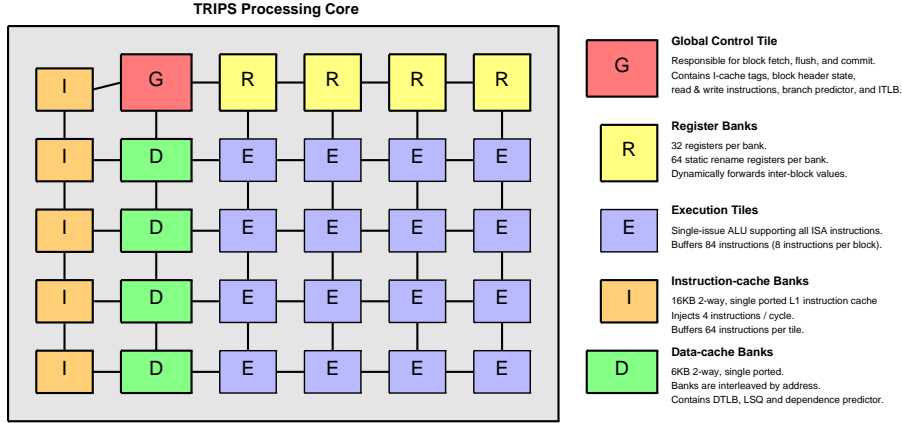 TRIPS Processing Core
I G R R R R
I D E E E E
I D E E E E
I D E E E E
I D E E E E
G
Global Control Tile
Responsible for block fetch, flush, and commit.
Contains I-cache tags, block header state,
read & write instructions, branch predictor, and ITLB.
R
Register Banks
32 registers per bank.
64 static rename registers per bank.
Dynamically forwards inter-block values.
E
Execution Tiles
Single-issue ALU supporting all ISA instructions.
Buffers 84 instructions (8 instructions per block).
I
Instruction-cache Banks
16KB 2-way, single ported L1 instruction cache
Injects 4 instructions / cycle.
Buffers 64 instructions per tile.
D
Data-cache Banks
6KB 2-way, single ported.
Banks are interleaved by address.
Contains DTLB, LSQ and dependence predictor.